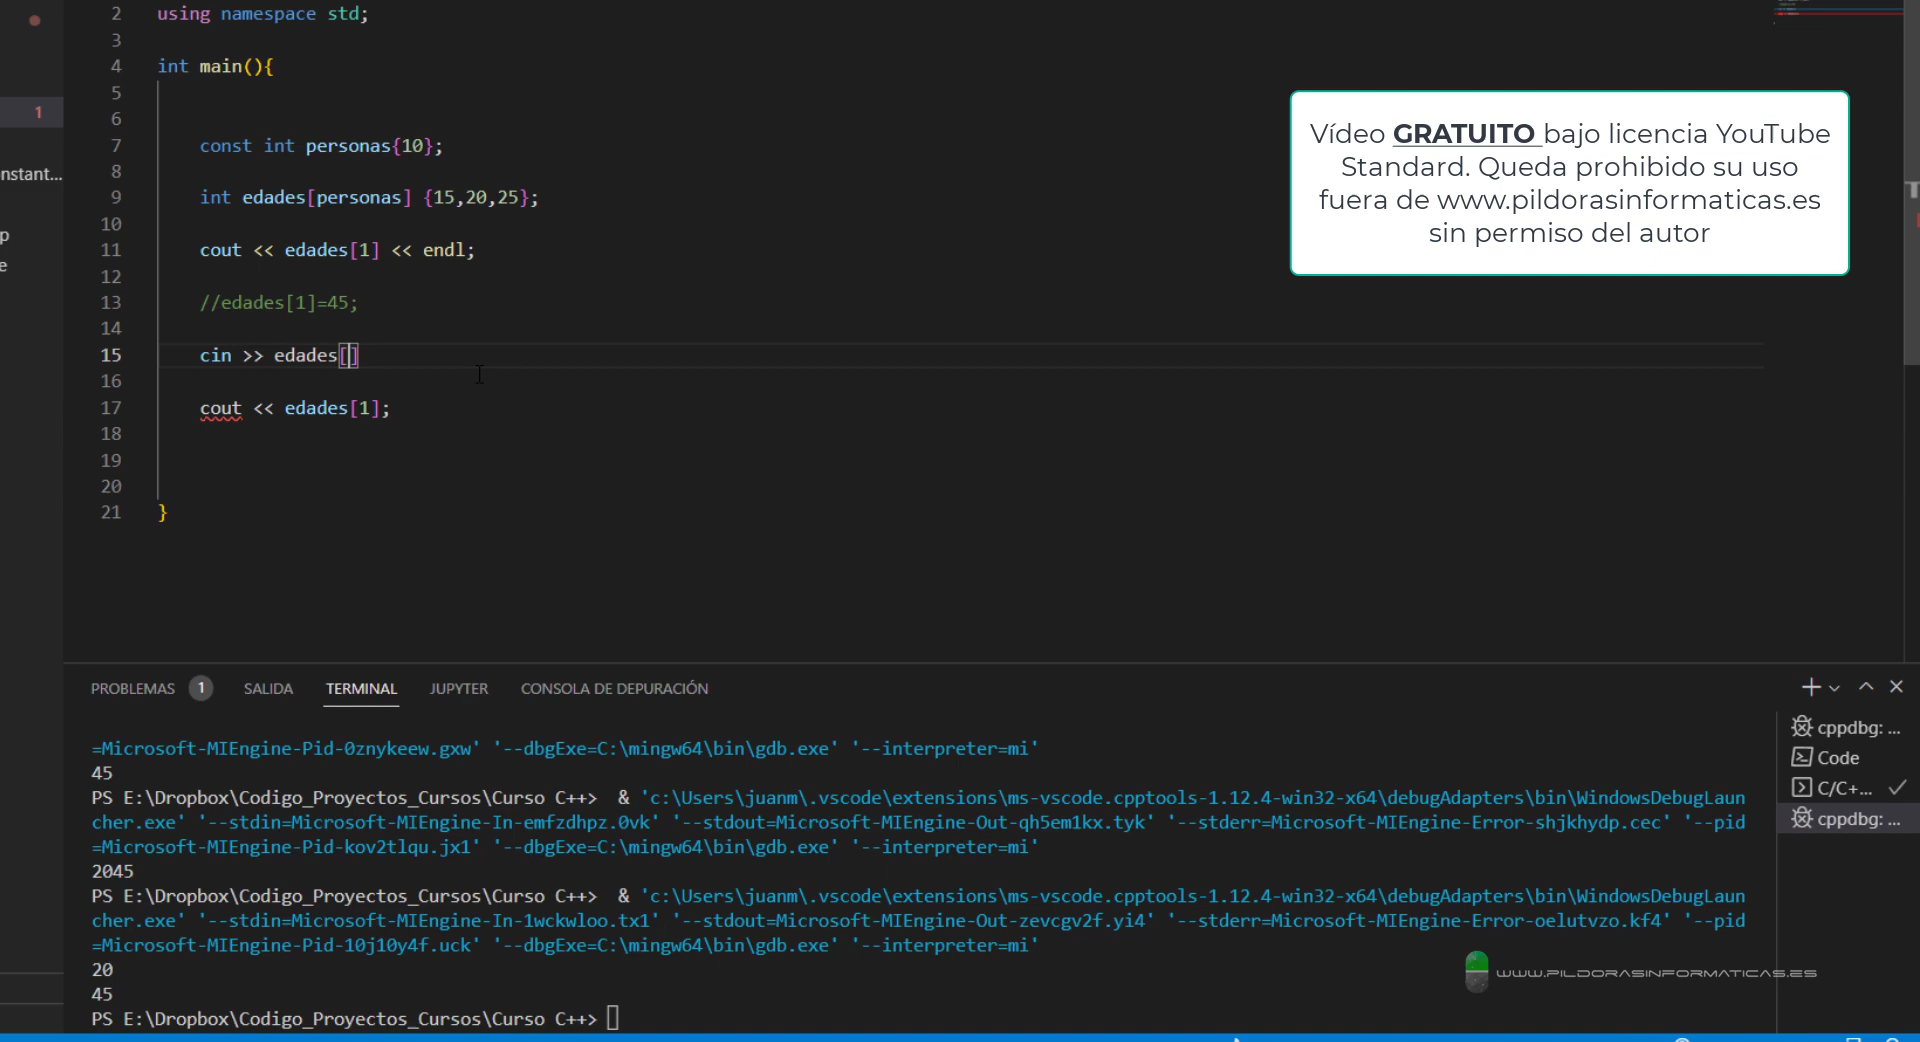 2 using namespace std;
3
4 int main(){
5
6
7 const int personas{10};
8
9 int edades[personas] {15,20,25};
10
11 cout << edades[1] << endl;
12
13 //edades[1]=45;
14
15 cin >> edades[]
16
17 cout << edades[1];
18
19
20
21 }
1
nstant...
p
e
Vídeo GRATUITO bajo licencia YouTube
Standard. Queda prohibido su uso
fuera de www.pildorasinformaticas.es
sin permiso del autor
PROBLEMAS 1 SALIDA TERMINAL JUPYTER CONSOLA DE DEPURACIÓN
=Microsoft-MIEngine-Pid-0znykeew.gxw' '--dbgExe=C:\mingw64\bin\gdb.exe' '--interpreter=mi'
45
PS E:\Dropbox\Codigo_Proyectos_Cursos\Curso C++> & 'c:\Users\juanm\.vscode\extensions\ms-vscode.cpptools-1.12.4-win32-x64\debugAdapters\bin\WindowsDebugLaun
cher.exe' '--stdin=Microsoft-MIEngine-In-emfzdhpz.0vk' '--stdout=Microsoft-MIEngine-Out-qh5em1kx.tyk' '--stderr=Microsoft-MIEngine-Error-shjkhydp.cec' '--pid
=Microsoft-MIEngine-Pid-kov2tlqu.jx1' '--dbgExe=C:\mingw64\bin\gdb.exe' '--interpreter=mi'
2045
PS E:\Dropbox\Codigo_Proyectos_Cursos\Curso C++> & 'c:\Users\juanm\.vscode\extensions\ms-vscode.cpptools-1.12.4-win32-x64\debugAdapters\bin\WindowsDebugLaun
cher.exe' '--stdin=Microsoft-MIEngine-In-1wckwloo.tx1' '--stdout=Microsoft-MIEngine-Out-zevcgv2f.yi4' '--stderr=Microsoft-MIEngine-Error-oelutvzo.kf4' '--pid
=Microsoft-MIEngine-Pid-10j10y4f.uck' '--dbgExe=C:\mingw64\bin\gdb.exe' '--interpreter=mi'
20
45
PS E:\Dropbox\Codigo_Proyectos_Cursos\Curso C++>
cppdbg: ...
Code
C/C+...
cppdbg: ...
WWW.PILDORASINFORMATICAS.ES